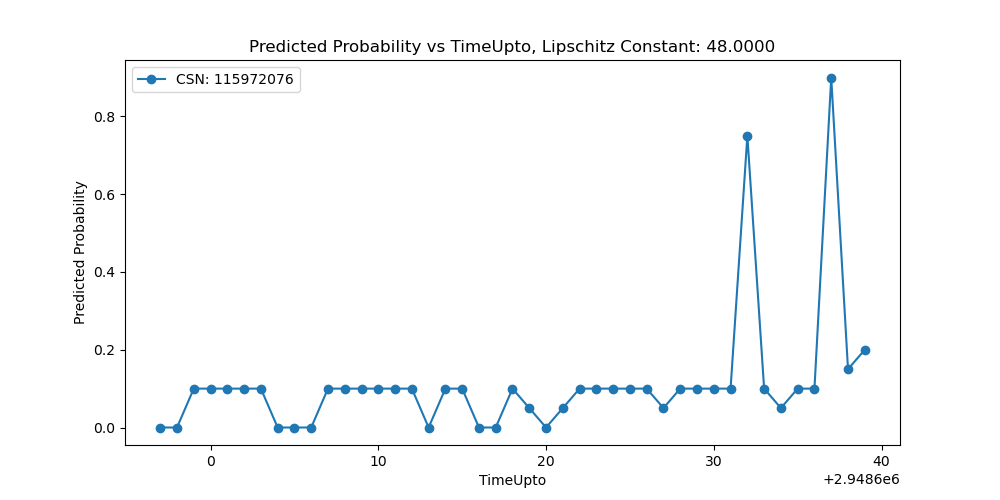 Predicted Probability vs TimeUpto, Lipschitz Constant: 48.0000
CSN: 115972076
Predicted Probability
0.8
0.6
0.4
0.2
0.0
0 10 20 30 40
TimeUpto
+2.9486e6